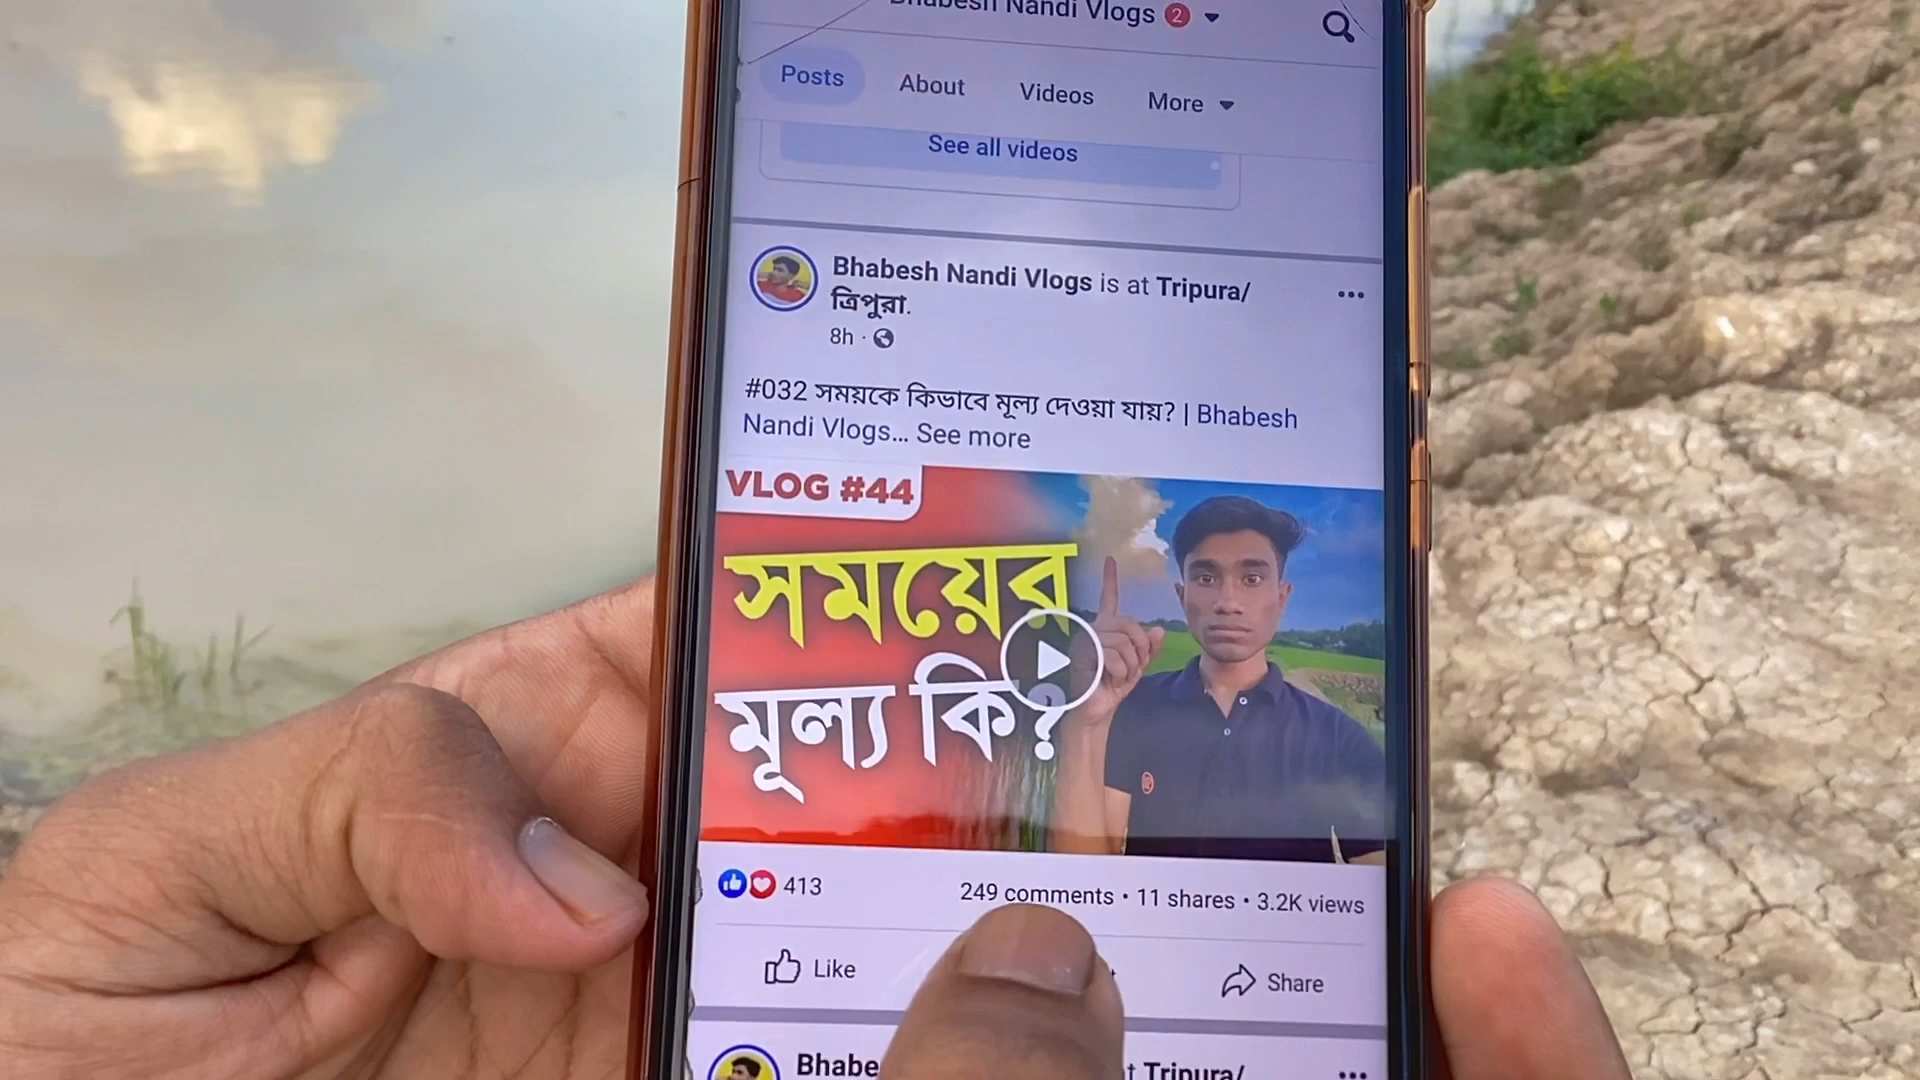 Bhabesh Nandi Vlogs 2
Posts About Videos More
See all videos
Bhabesh Nandi Vlogs is at Tripura/
ত্রিপুরা.
8h ·
#032 সময়কে কিভাবে মূল্য দেওয়া যায়? | Bhabesh
Nandi Vlogs... See more
VLOG #44
সময়ের
মূল্য কি?
413 249 comments • 11 shares • 3.2K views
Like Share
Tripura/